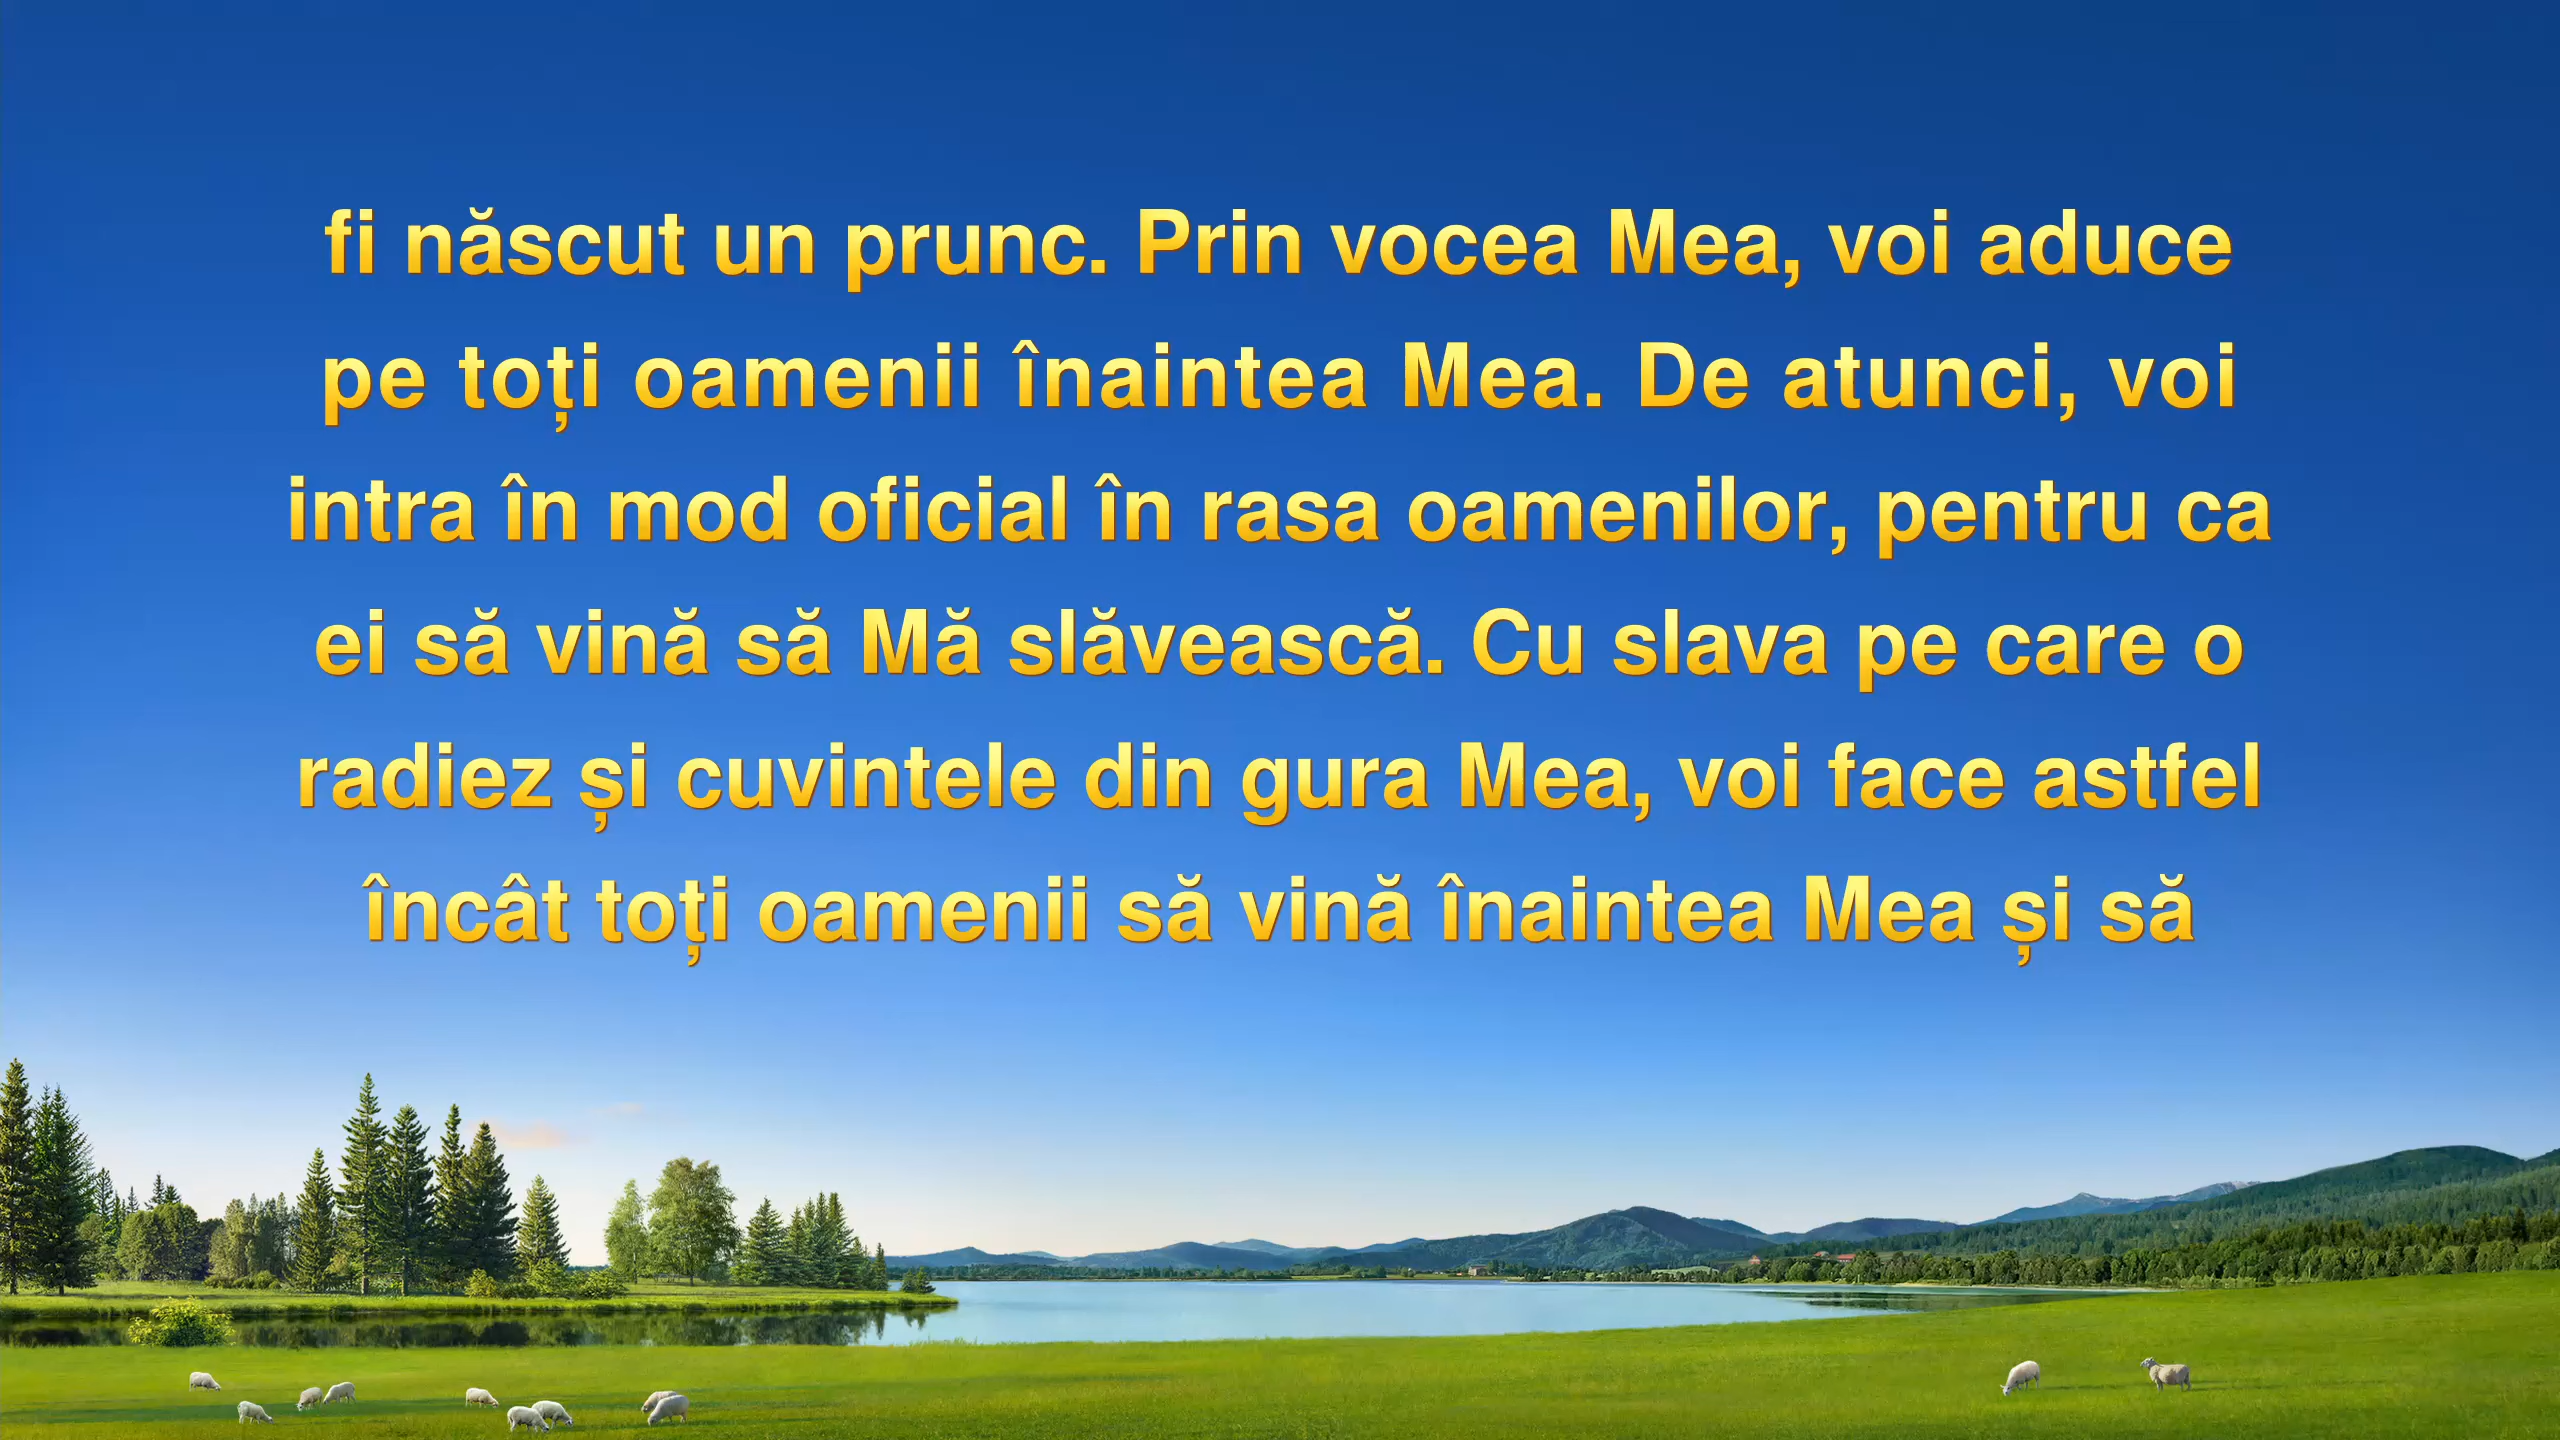 fi născut un prunc. Prin vocea Mea, voi aduce
pe toți oamenii înaintea Mea. De atunci, voi
intra în mod oficial în rasa oamenilor, pentru ca
ei să vină să Mă slăvească. Cu slava pe care o
radiez și cuvintele din gura Mea, voi face astfel
încât toți oamenii să vină înaintea Mea și să